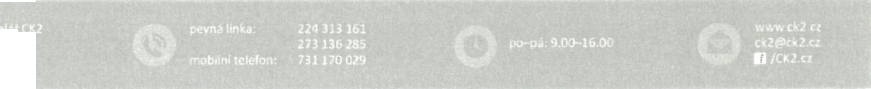 CK2
pevná linka: 224 313 161
273 136 285
mobilní telefon: 731 170 029
po–pá: 9.00–16.00
www.ck2.cz
ck2@ck2.cz
f /CK2.cz